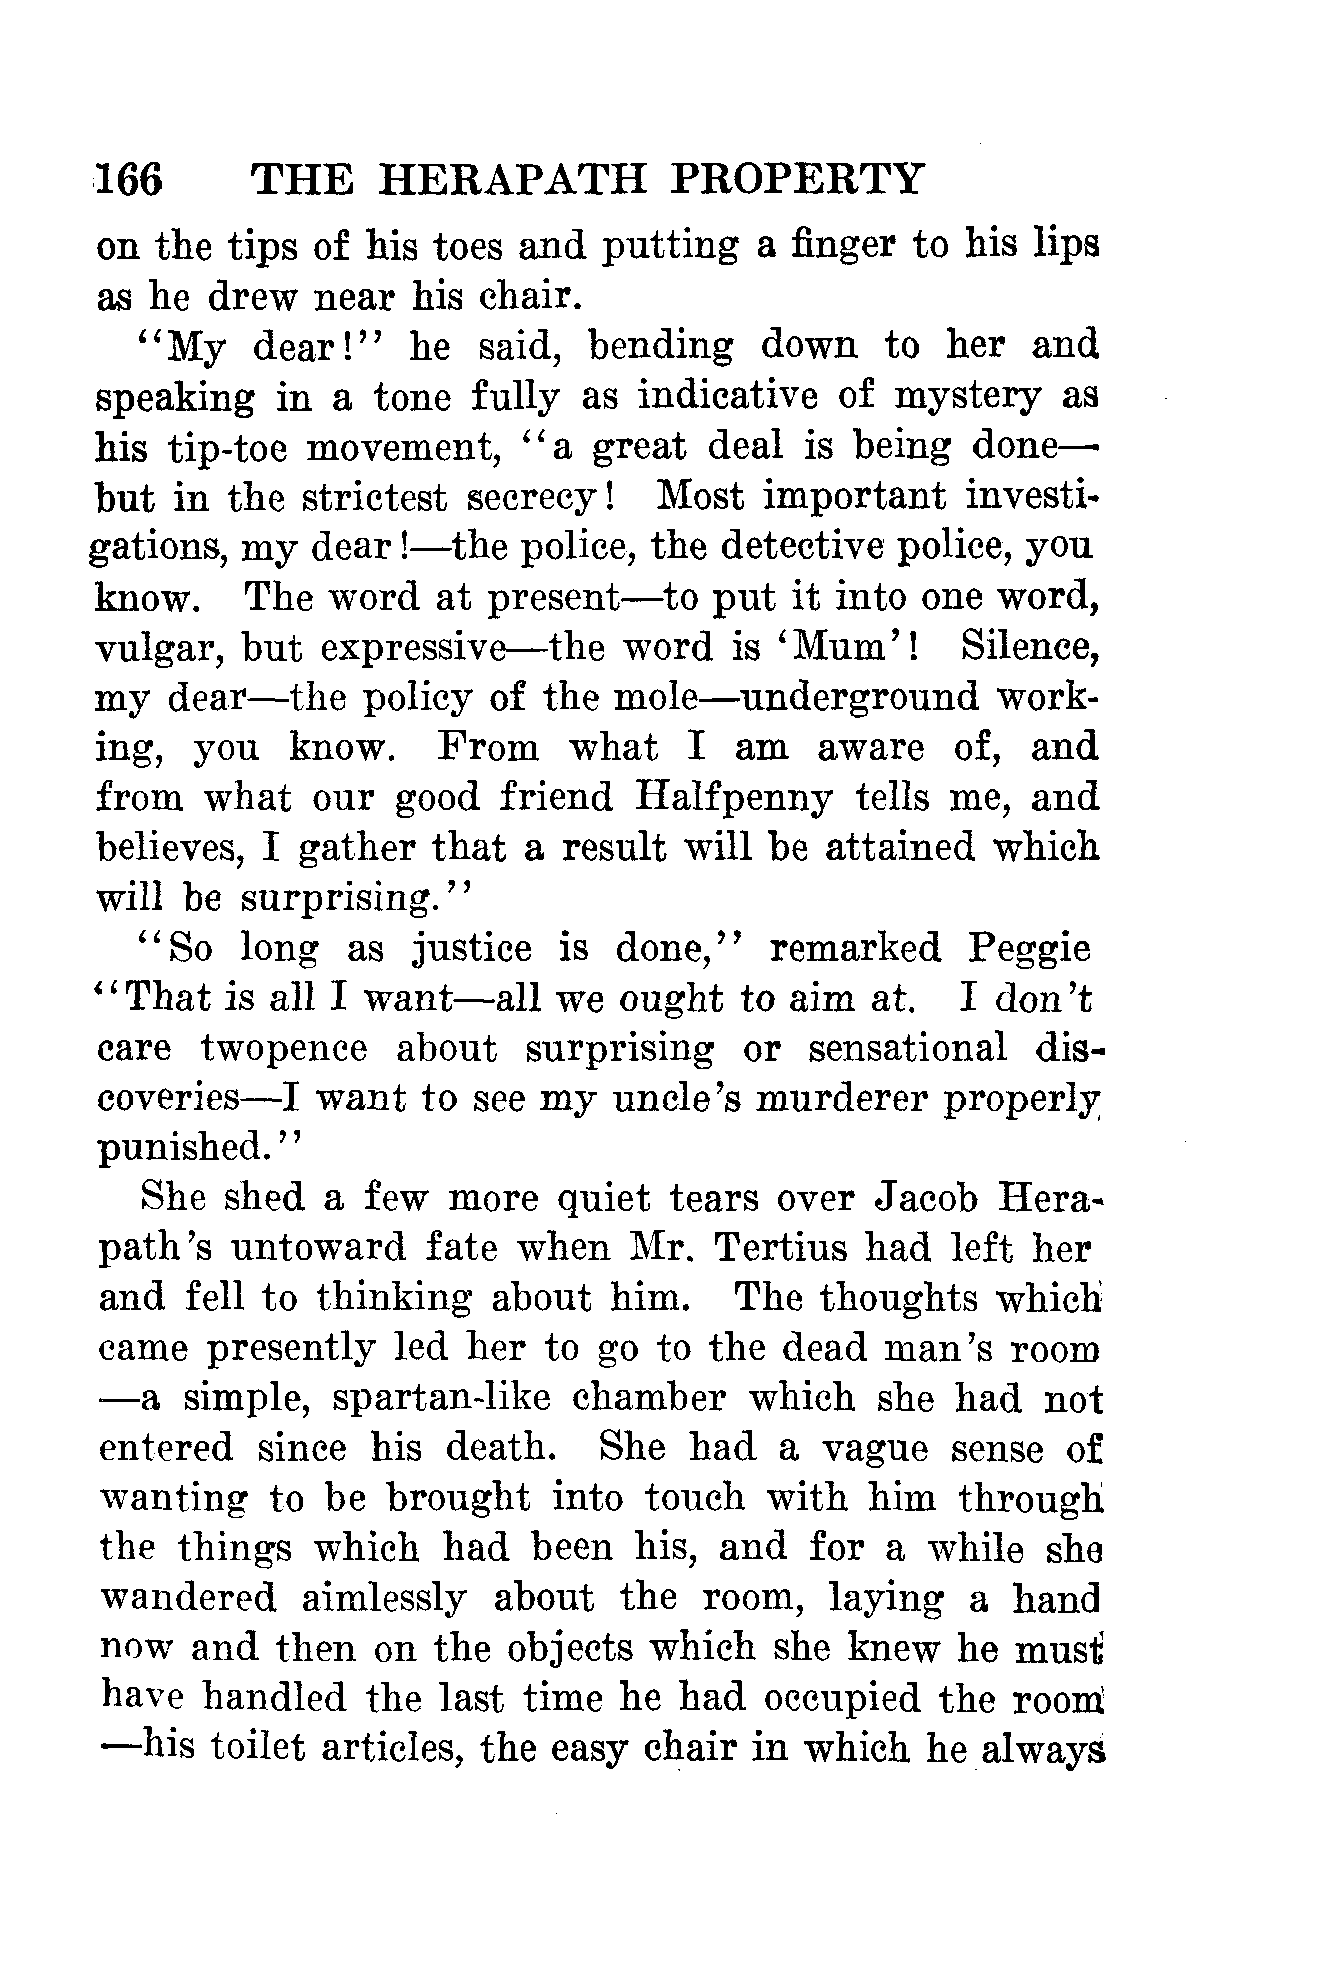 166 THE HERAPATH PROPERTY
on the tips of his toes and putting a finger to his lips
as he drew near his chair.
"My dear!" he said, bending down to her and
speaking in a tone fully as indicative of mystery as
his tip-toe movement, "a great deal is being done—
but in the strictest secrecy! Most important investi-
gations, my dear!—the police, the detective police, you
know. The word at present—to put it into one word,
vulgar, but expressive—the word is 'Mum'! Silence,
my dear—the policy of the mole—underground work-
ing, you know. From what I am aware of, and
from what our good friend Halfpenny tells me, and
believes, I gather that a result will be attained which
will be surprising."
"So long as justice is done," remarked Peggie
"That is all I want—all we ought to aim at. I don't
care twopence about surprising or sensational dis-
coveries—I want to see my uncle's murderer properly
punished."
She shed a few more quiet tears over Jacob Hera-
path's untoward fate when Mr. Tertius had left her
and fell to thinking about him. The thoughts which
came presently led her to go to the dead man's room
—a simple, spartan-like chamber which she had not
entered since his death. She had a vague sense of
wanting to be brought into touch with him through
the things which had been his, and for a while she
wandered aimlessly about the room, laying a hand
now and then on the objects which she knew he must
have handled the last time he had occupied the room
—his toilet articles, the easy chair in which he always